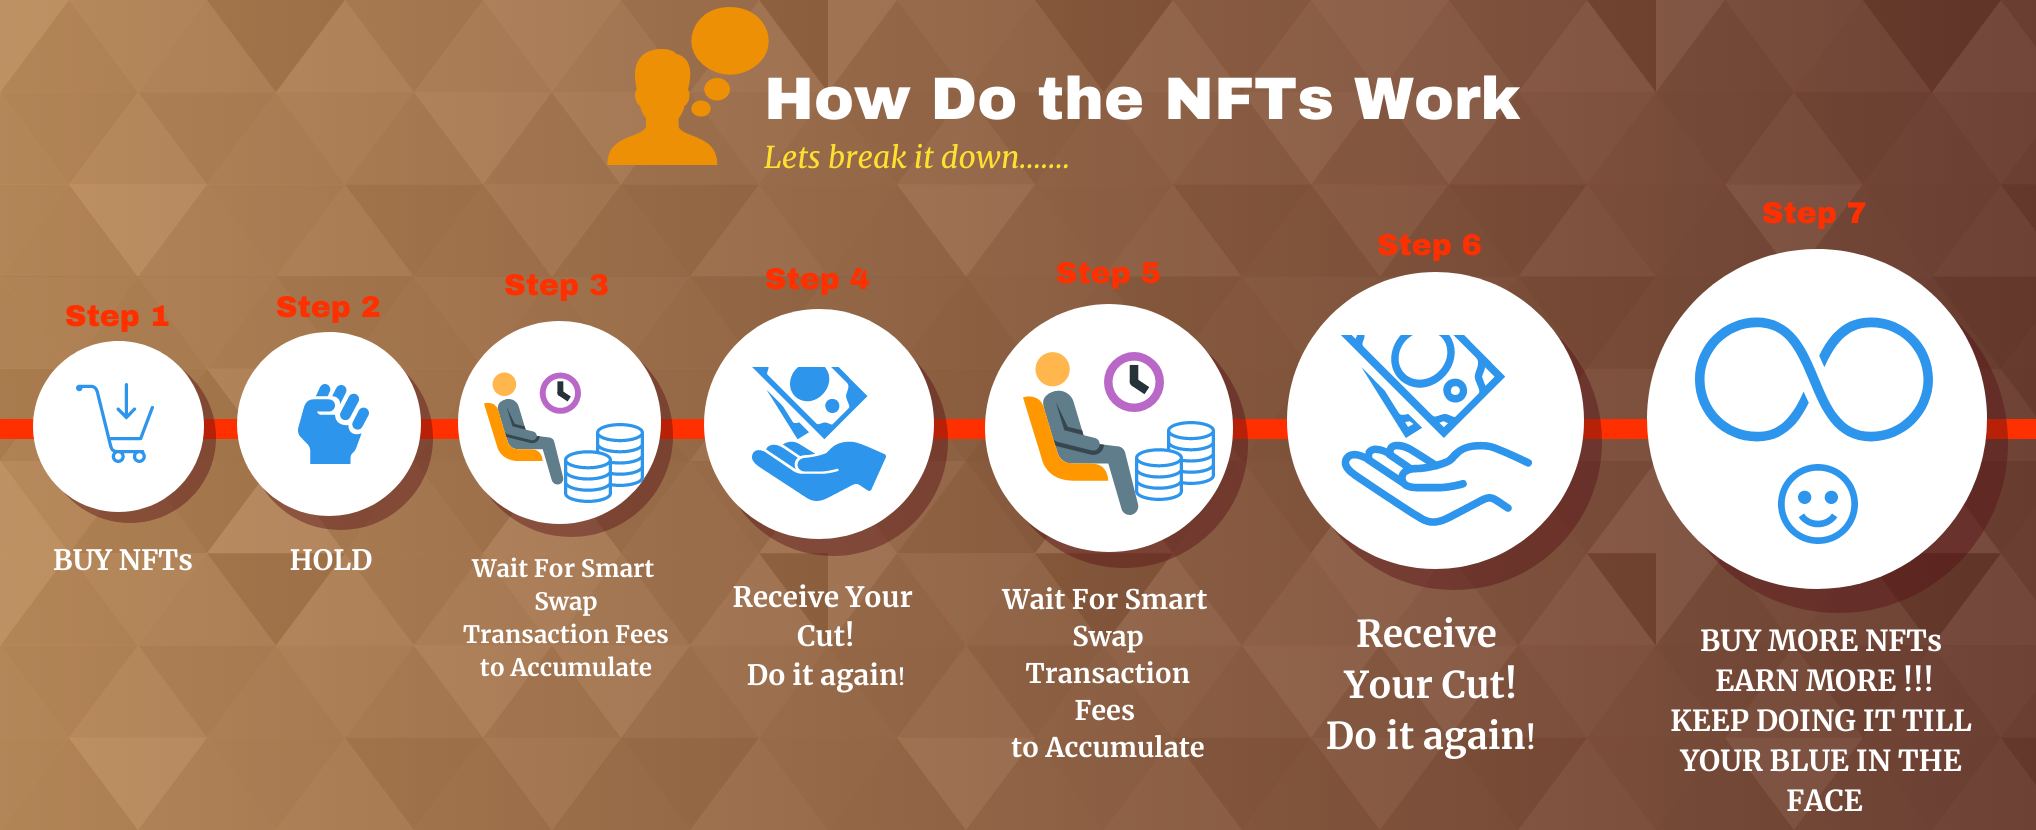 How Do the NFTs Work
Lets break it down.......
Step 1
BUY NFTs
Step 2
HOLD
Step 3
Wait For Smart
Swap
Transaction Fees
to Accumulate
Step 4
Receive Your
Cut!
Do it again!
Step 5
Wait For Smart
Swap
Transaction
Fees
to Accumulate
Step 6
Receive
Your Cut!
Do it again!
Step 7
BUY MORE NFTs
EARN MORE !!!
KEEP DOING IT TILL
YOUR BLUE IN THE
FACE